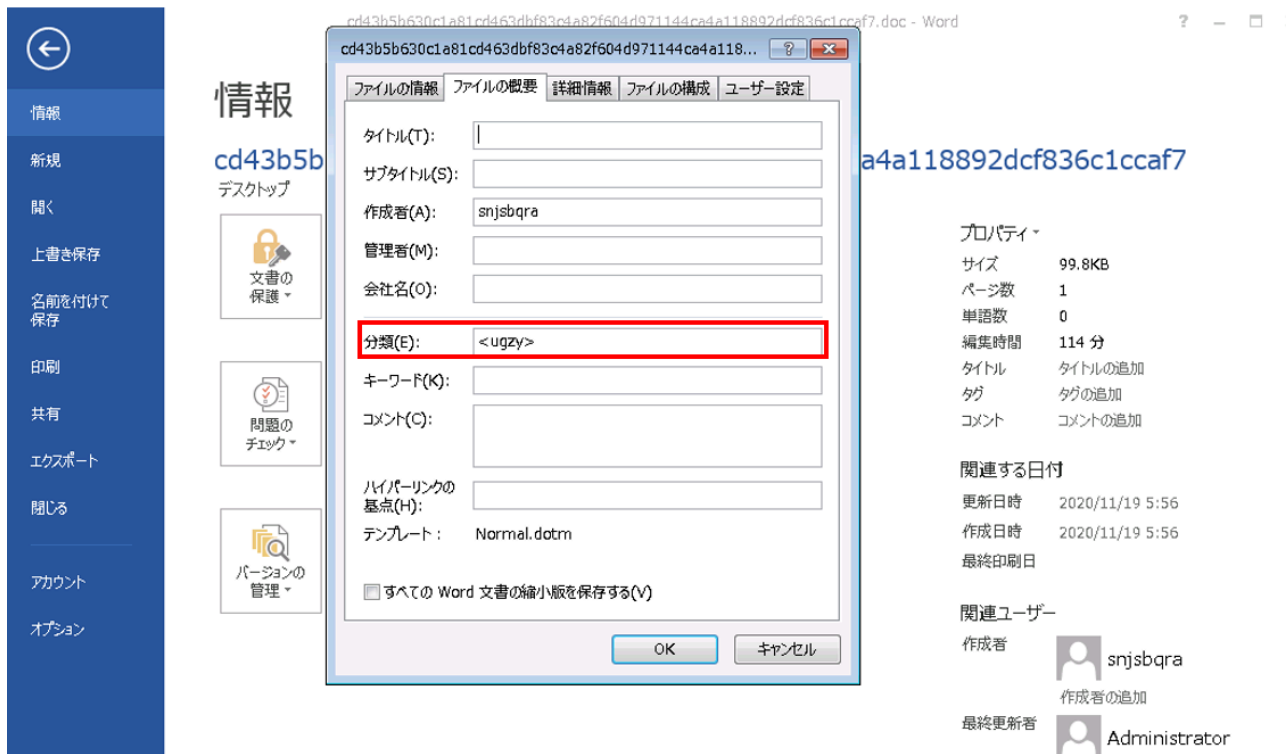 cd43b5b630c1a81cd463dbf83c4a82f604d971144ca4a118892dcf836c1ccaf7.doc - Word
?
情報
新規
開く
上書き保存
名前を付けて
保存
印刷
共有
エクスポート
閉じる
アカウント
オプション
情報
cd43b5b
a4a118892dcf836c1ccaf7
デスクトップ
文書の
保護
問題の
チェック
バージョンの
管理
cd43b5b630c1a81cd463dbf83c4a82f604d971144ca4a118...
?
ファイルの情報 ファイルの概要 詳細情報 ファイルの構成 ユーザー設定
タイトル(T):
サブタイトル(S):
作成者(A): snjsbqra
管理者(M):
会社名(O):
分類(E): <ugzy>
キーワード(K):
コメント(C):
ハイパーリンクの
基点(H):
テンプレート: Normal.dotm
すべての Word 文書の縮小版を保存する(V)
OK キャンセル
プロパティ
サイズ 99.8KB
ページ数 1
単語数 0
編集時間 114 分
タイトル タイトルの追加
タグ タグの追加
コメント コメントの追加
関連する日付
更新日時 2020/11/19 5:56
作成日時 2020/11/19 5:56
最終印刷日
関連ユーザー
作成者 snjsbqra
作成者の追加
最終更新者 Administrator